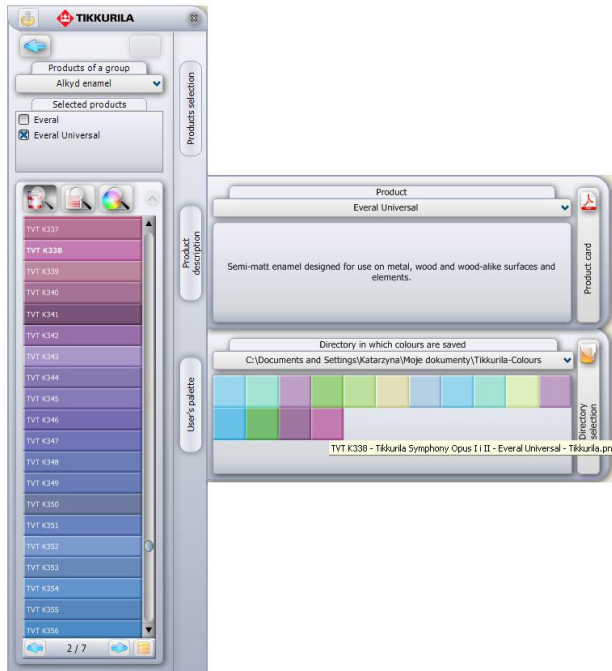 TIKKURILA
Products of a group
Alkyd enamel
Selected products
Everal
Everal Universal
TVT K337
TVT K338
TVT K339
TVT K340
TVT K341
TVT K342
TVT K343
TVT K344
TVT K345
TVT K346
TVT K347
TVT K348
TVT K349
TVT K350
TVT K351
TVT K352
TVT K353
TVT K354
TVT K355
TVT K356
2 / 7
Products selection
Product
description
User's palette
Product
Everal Universal
Semi-matt enamel designed for use on metal, wood and wood-alike surfaces and
elements.
Product card
Directory in which colours are saved
C:\Documents and Settings\Katarzyna\Moje dokumenty\Tikkurila-Colours
Directory
selection
TVT K338 - Tikkurila Symphony Opus I i II - Everal Universal - Tikkurila.pn